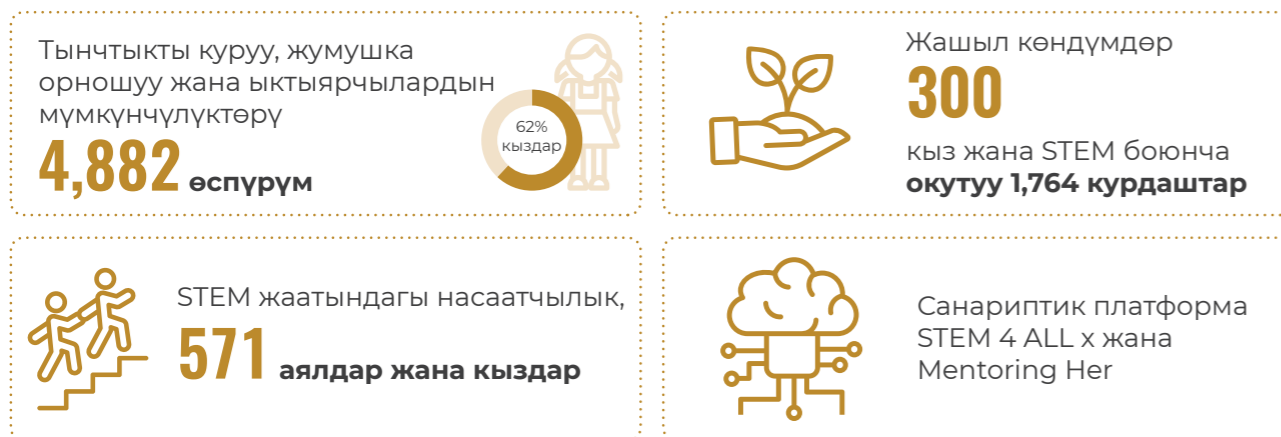 Тынчтыкты куруу, жумушка
орношуу жана ыктыярчылардын
мүмкүнчүлүктөрү
4,882 өспүрүм
62%
кыздар
Жашыл көндүмдөр
300
кыз жана STEM боюнча
окутуу 1,764 курдаштар
STEM жаатындагы насаатчылык,
571 аялдар жана кыздар
Санариптик платформа
STEM 4 ALL x жана
Mentoring Her